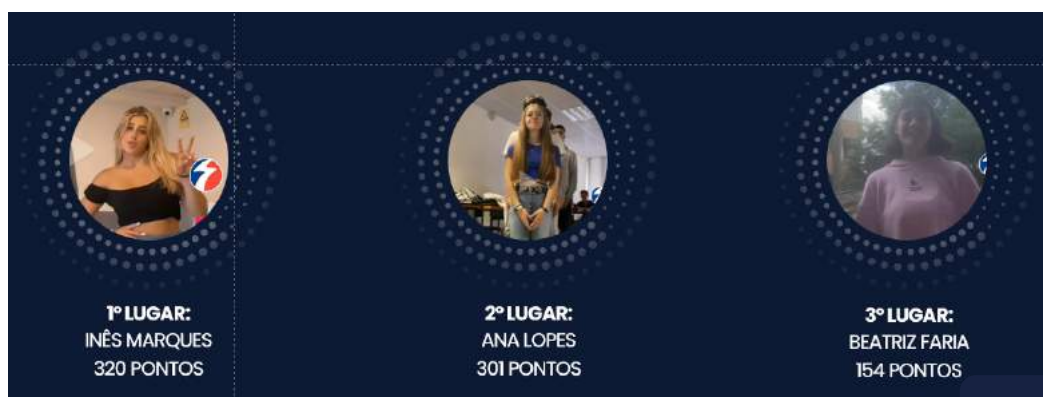 1º LUGAR:
INÊS MARQUES
320 PONTOS
2º LUGAR:
ANA LOPES
301 PONTOS
3º LUGAR:
BEATRIZ FARIA
154 PONTOS